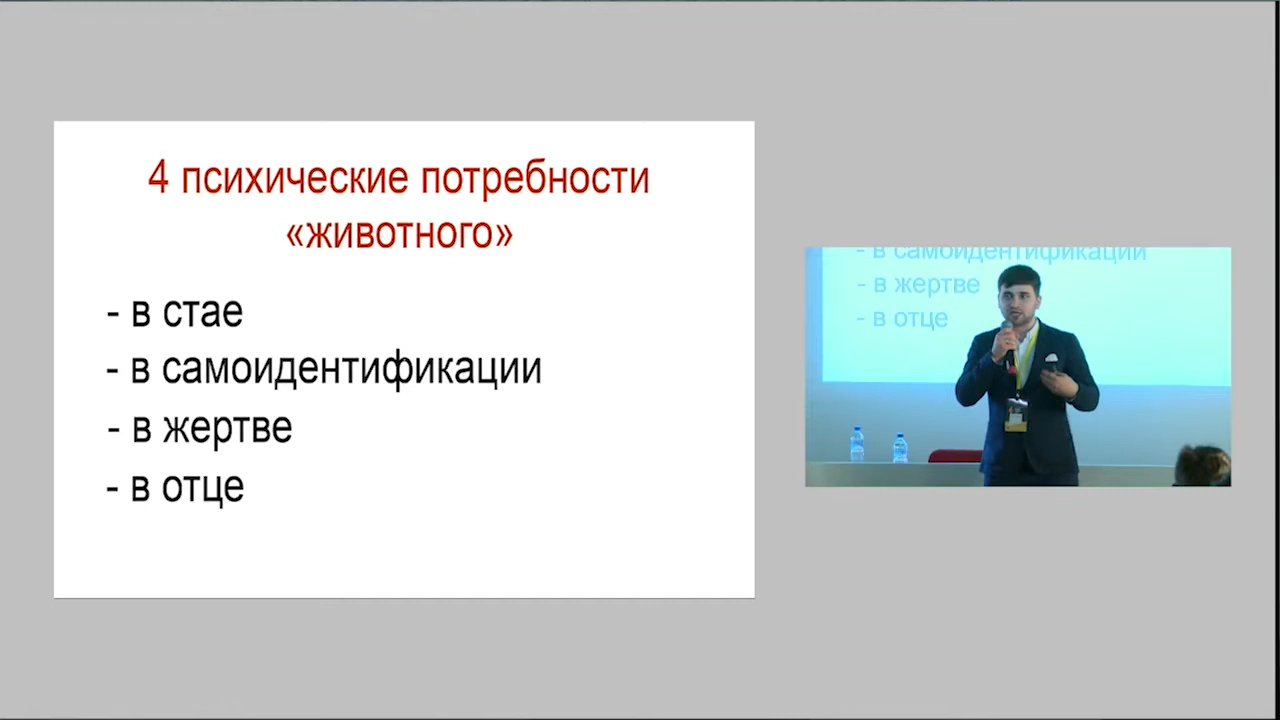 4 психические потребности
«животного»
- в стае
- в самоидентификации
- в жертве
- в отце
- в самоидентификации
- в жертве
- в отце